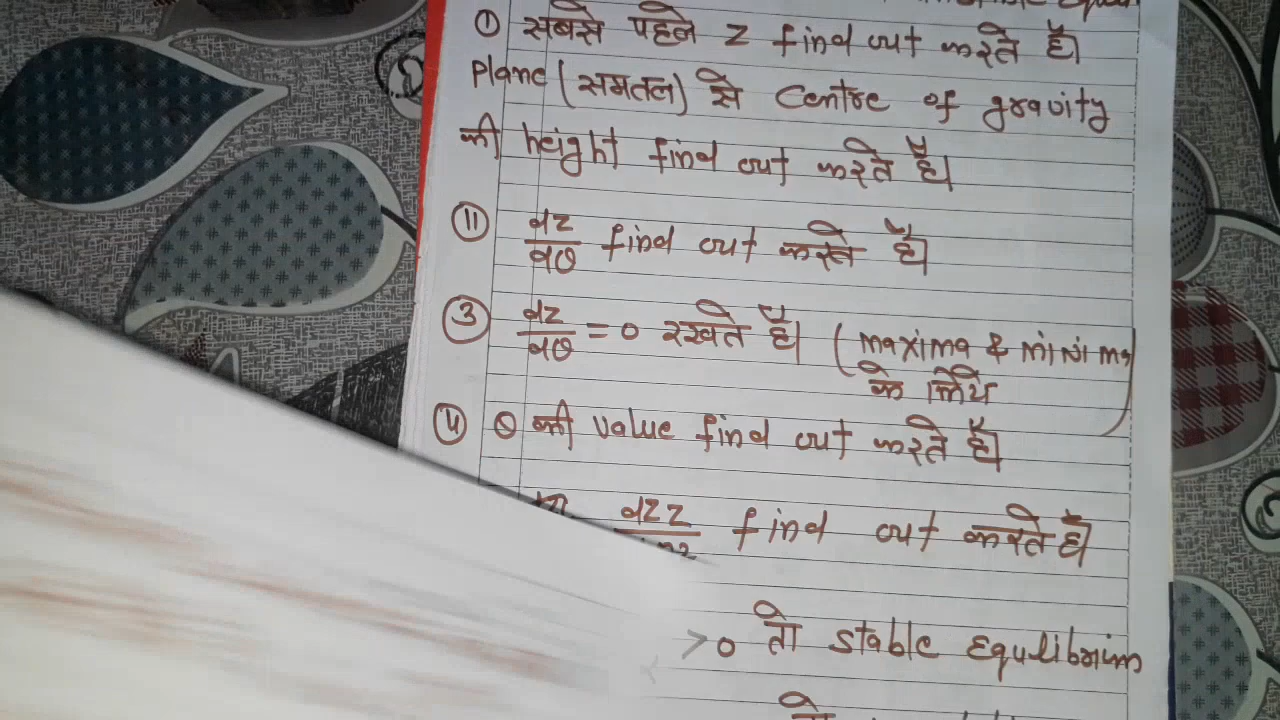 ① सबसे पहले z find out करते है।
Plane (समतल) से Centre of gravity
की height find out करते है।
⑪ dz/dθ find out करते है।
③ dz/dθ = 0 रखते है। (maxima & minima
के लिये)
④ θ की value find out करते है।
d2z find out करते है।
> 0 तो stable Equlibrium
तो